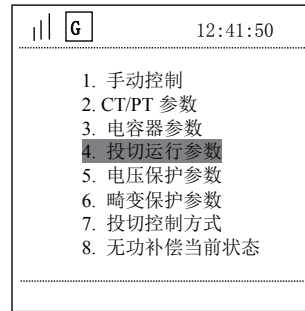 G 12:41:50
1. 手动控制
2. CT/PT 参数
3. 电容器参数
4. 投切运行参数
5. 电压保护参数
6. 畸变保护参数
7. 投切控制方式
8. 无功补偿当前状态